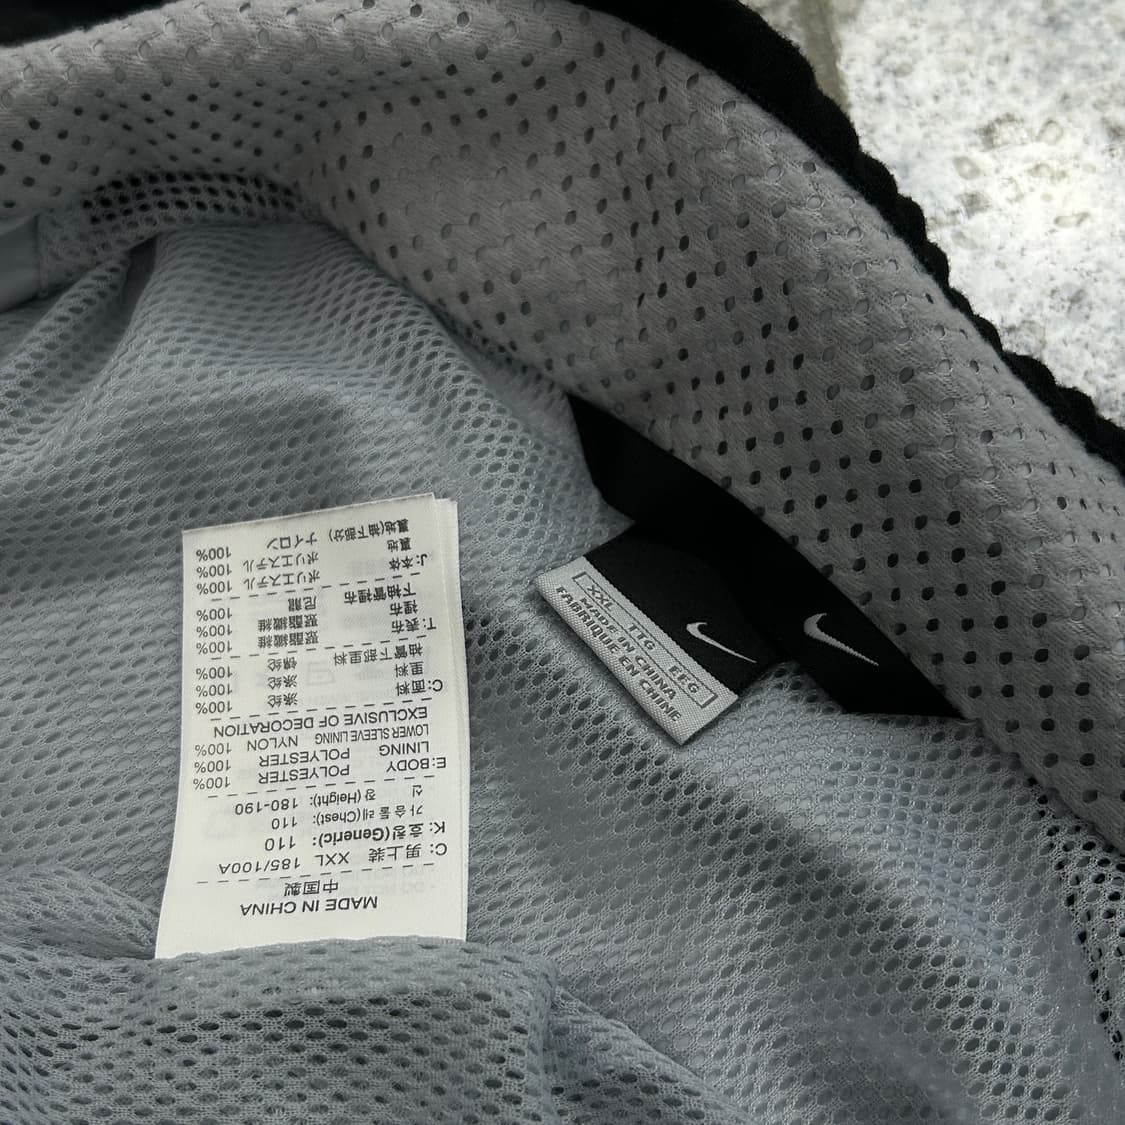 MADE IN CHINA
中国製
C: 男上装 XXL 185/100A
K: 호칭(Generic): 110
가슴둘레(Chest): 110
신 장(Height): 180-190
E: BODY POLYESTER 100%
LINING POLYESTER 100%
LOWER SLEEVE LINING NYLON 100%
EXCLUSIVE OF DECORATION
C: 面料 涤纶 100%
里料 涤纶 100%
袖管下部里料 锦纶 100%
T: 表布 聚酯纖維 100%
裡布 聚酯纖維 100%
下袖管裡布 尼龍 100%
J: 本体 ポリエステル 100%
裏地 ポリエステル 100%
裏地(袖下部分) ナイロン 100%
XXL TTG EEG
MADE IN CHINA
FABRIQUE EN CHINE